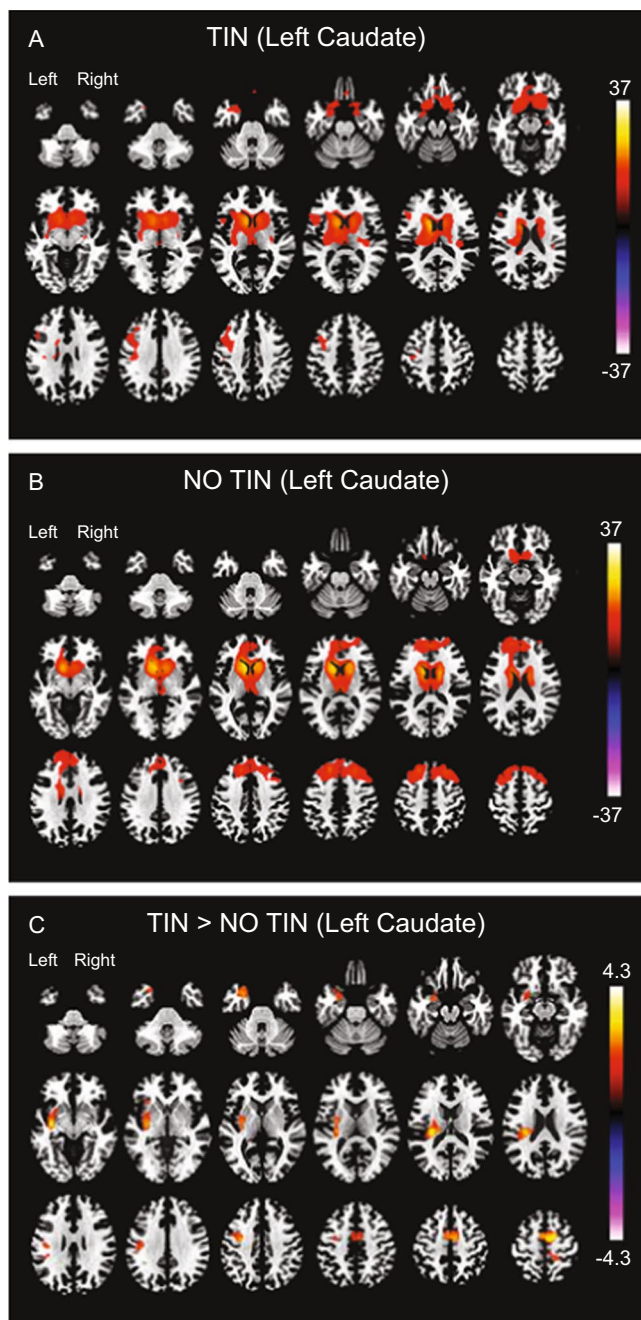 A
TIN (Left Caudate)
Left Right
37
-37
B
NO TIN (Left Caudate)
Left Right
37
-37
C
TIN > NO TIN (Left Caudate)
Left Right
4.3
-4.3